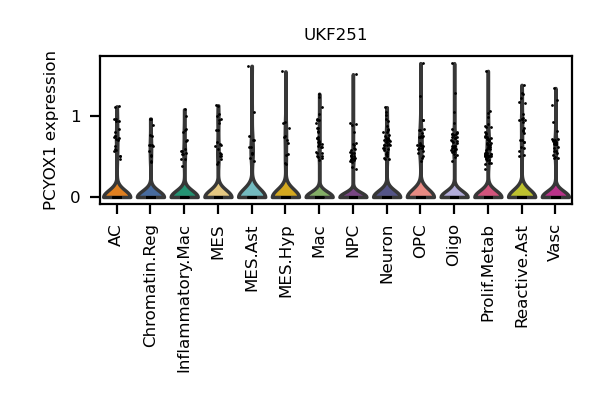 UKF251
PCYOX1 expression
1
0
AC
Chromatin.Reg
Inflammatory.Mac
MES
MES.Ast
MES.Hyp
Mac
NPC
Neuron
OPC
Oligo
Prolif.Metab
Reactive.Ast
Vasc